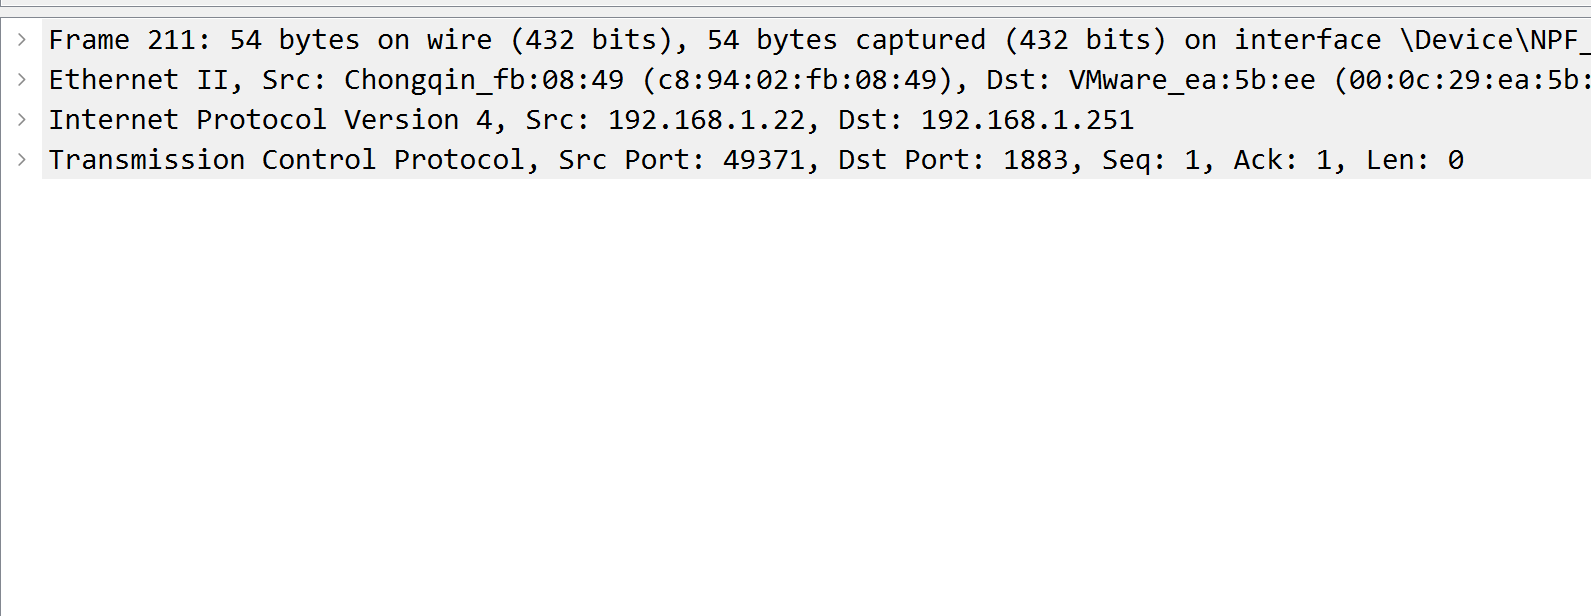 Frame 211: 54 bytes on wire (432 bits), 54 bytes captured (432 bits) on interface \Device\NPF_
Ethernet II, Src: Chongqin_fb:08:49 (c8:94:02:fb:08:49), Dst: VMware_ea:5b:ee (00:0c:29:ea:5b:
Internet Protocol Version 4, Src: 192.168.1.22, Dst: 192.168.1.251
Transmission Control Protocol, Src Port: 49371, Dst Port: 1883, Seq: 1, Ack: 1, Len: 0